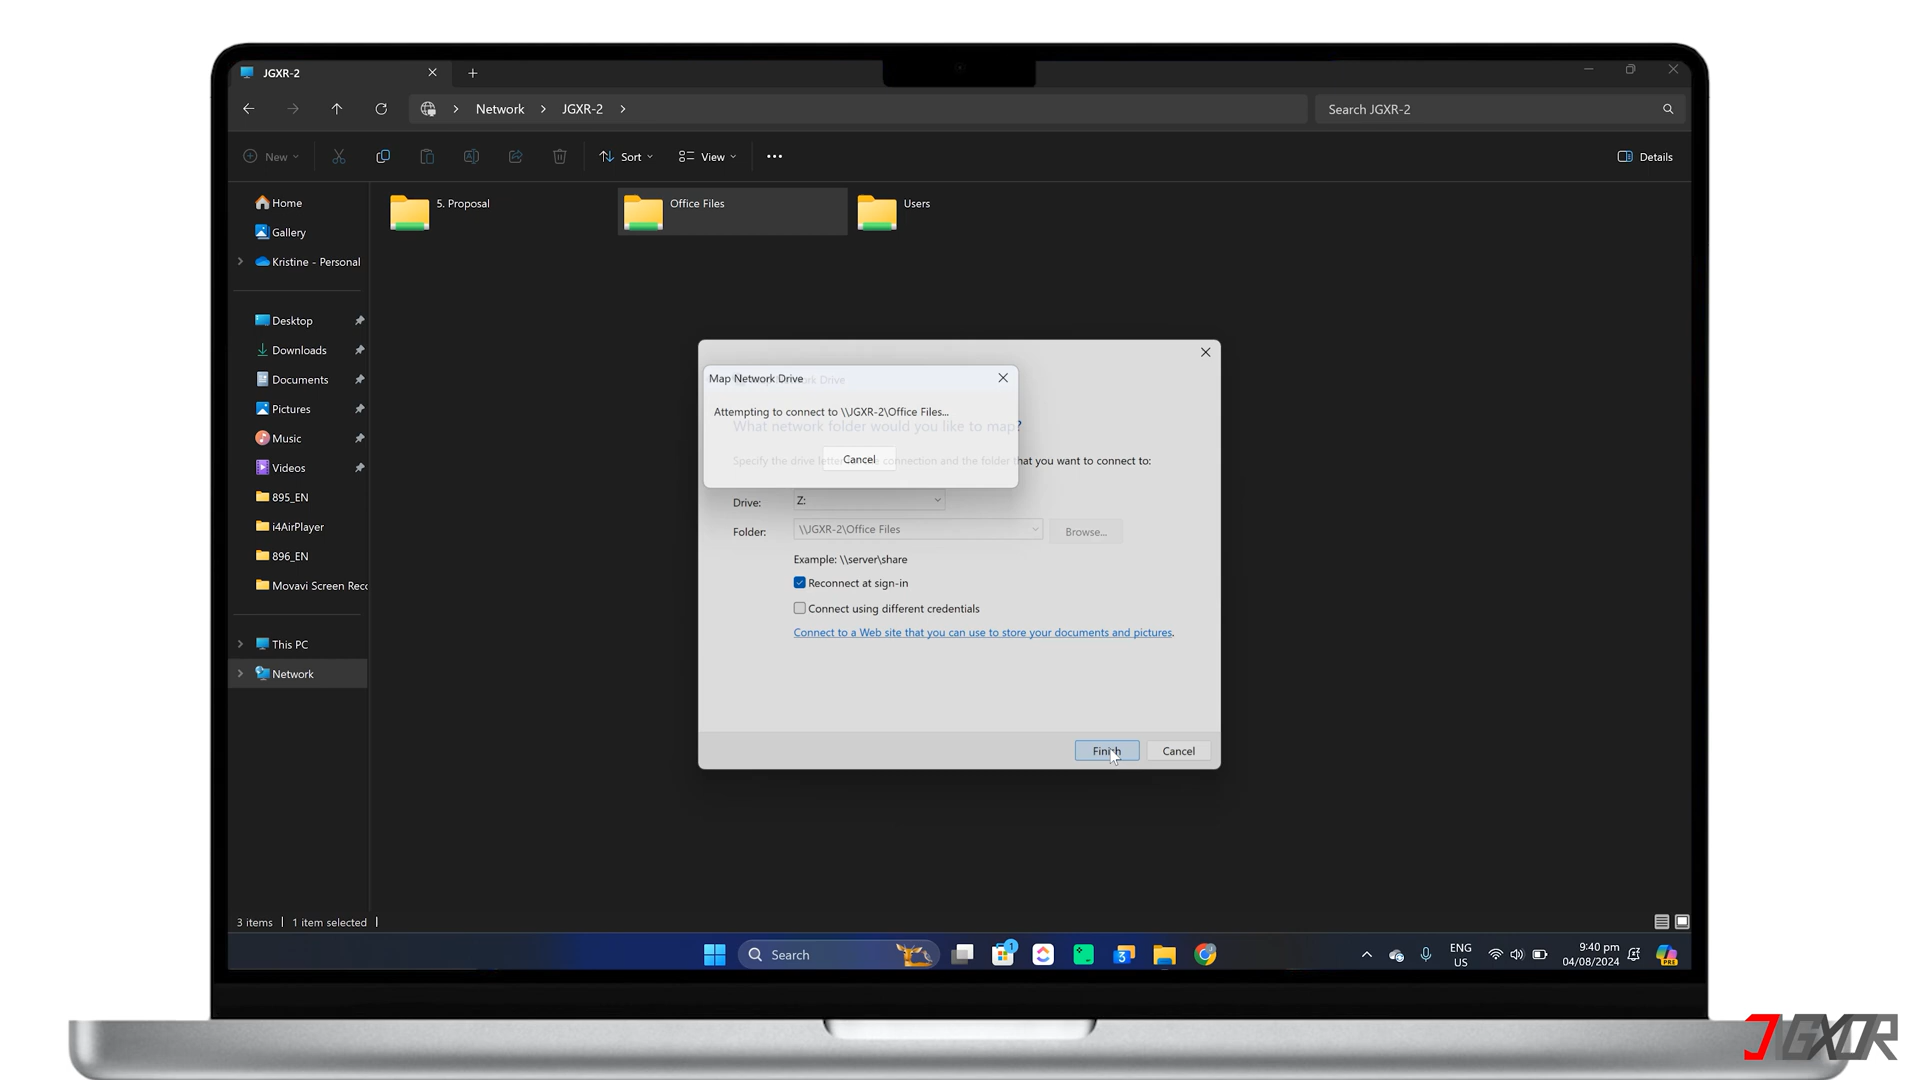 JGXR-2
Network
JGXR-2
Search JGXR-2
New
Sort
View
Details
Home
Gallery
Kristine - Personal
Desktop
Downloads
Documents
Pictures
Music
Videos
895_EN
i4AirPlayer
896_EN
Movavi Screen Rec
This PC
Network
5. Proposal
Office Files
Users
Map Network Drive
Attempting to connect to \\JGXR-2\Office Files...
What network folder would you like to map?
Cancel
Specify the drive letter connection and the folder that you want to connect to:
Drive:
Z:
Folder:
\\JGXR-2\Office Files
Browse...
Example: \\server\share
Reconnect at sign-in
Connect using different credentials
Connect to a Web site that you can use to store your documents and pictures.
Finish
Cancel
3 items
1 item selected
Search
1
3
ENG
US
9:40 pm
04/08/2024
PRE
JGXR